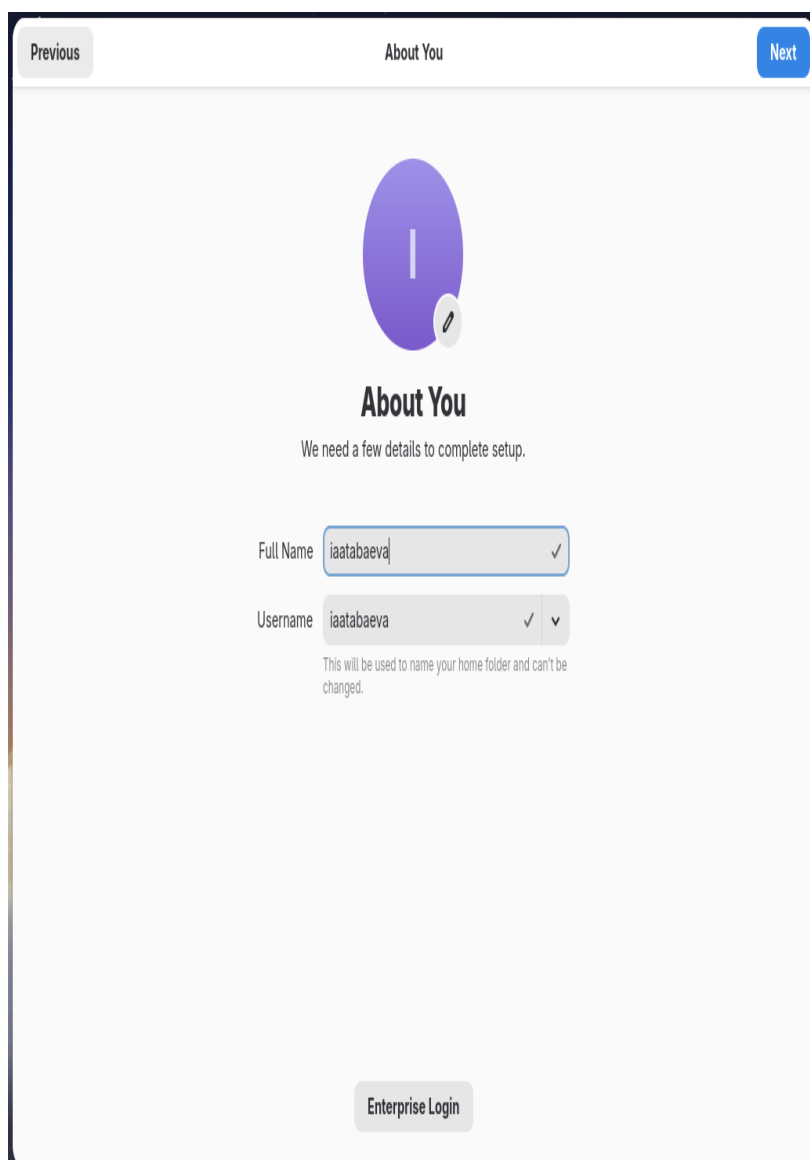 Previous
About You
Next
I
About You
We need a few details to complete setup.
Full Name iaatabaeva
Username iaatabaeva
This will be used to name your home folder and can't be
changed.
Enterprise Login